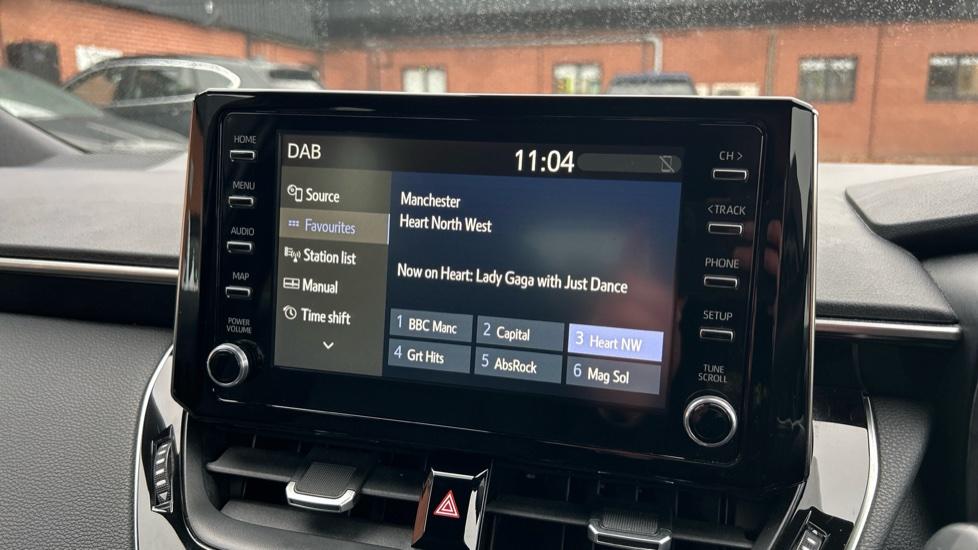 HOME
MENU
AUDIO
MAP
POWER
VOLUME
DAB
11:04
Source
Favourites
Station list
Manual
Time shift
Manchester
Heart North West
Now on Heart: Lady Gaga with Just Dance
1 BBC Manc
2 Capital
3 Heart NW
4 Grt Hits
5 AbsRock
6 Mag Sol
CH >
< TRACK
PHONE
SETUP
TUNE
SCROLL